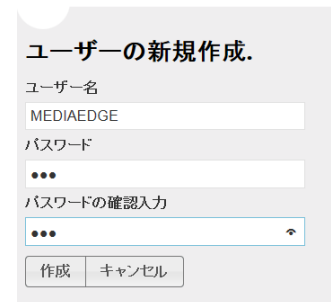 ユーザーの新規作成.
ユーザー名
MEDIAEDGE
パスワード
●●●
パスワードの確認入力
●●●
作成 キャンセル